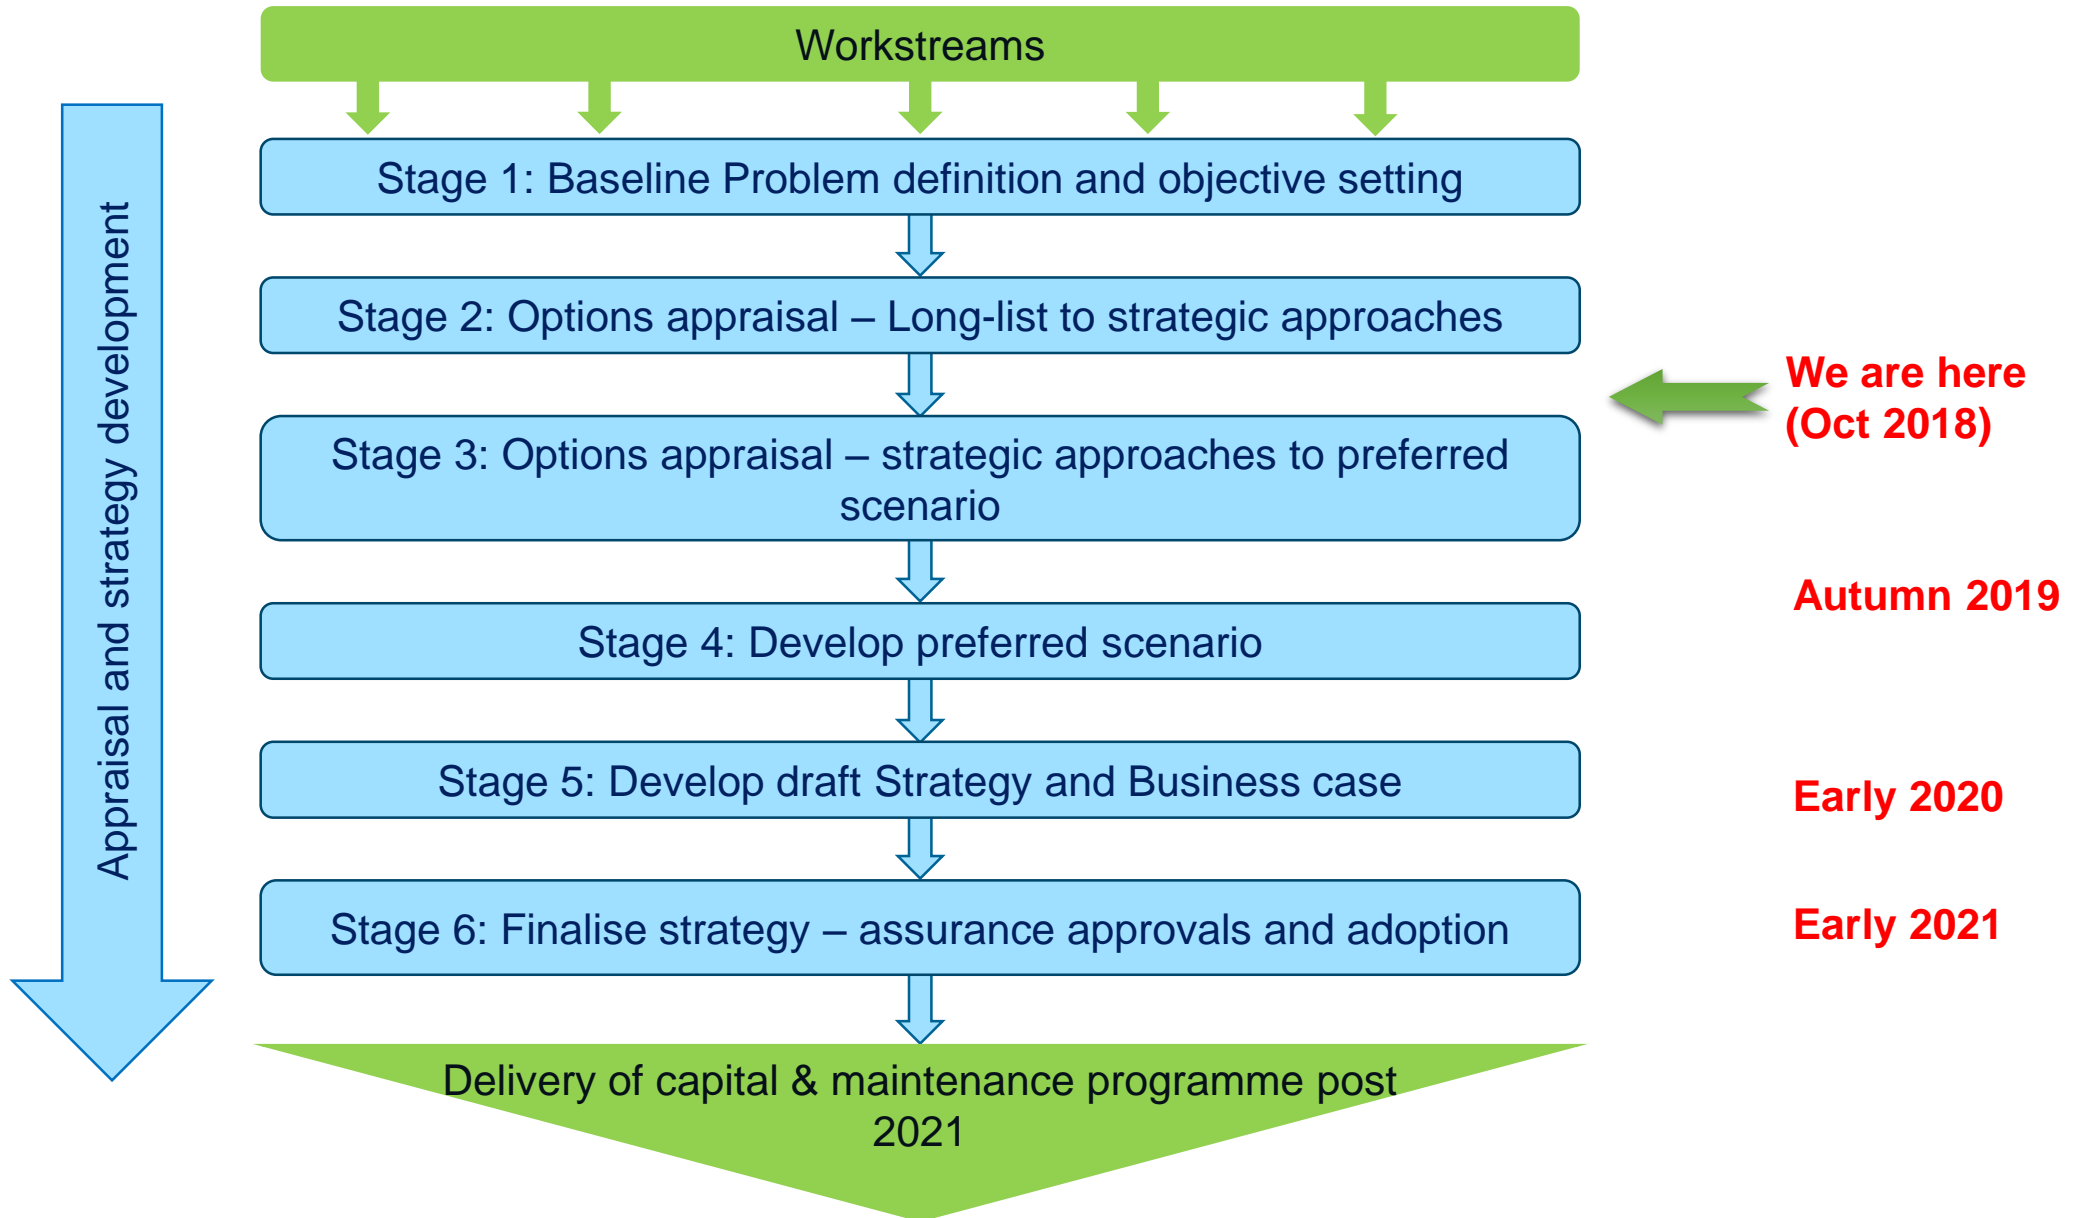 Workstreams
Appraisal and strategy development
Stage 1: Baseline Problem definition and objective setting
Stage 2: Options appraisal – Long-list to strategic approaches
We are here
(Oct 2018)
Stage 3: Options appraisal – strategic approaches to preferred
scenario
Autumn 2019
Stage 4: Develop preferred scenario
Stage 5: Develop draft Strategy and Business case
Early 2020
Stage 6: Finalise strategy – assurance approvals and adoption
Early 2021
Delivery of capital & maintenance programme post
2021